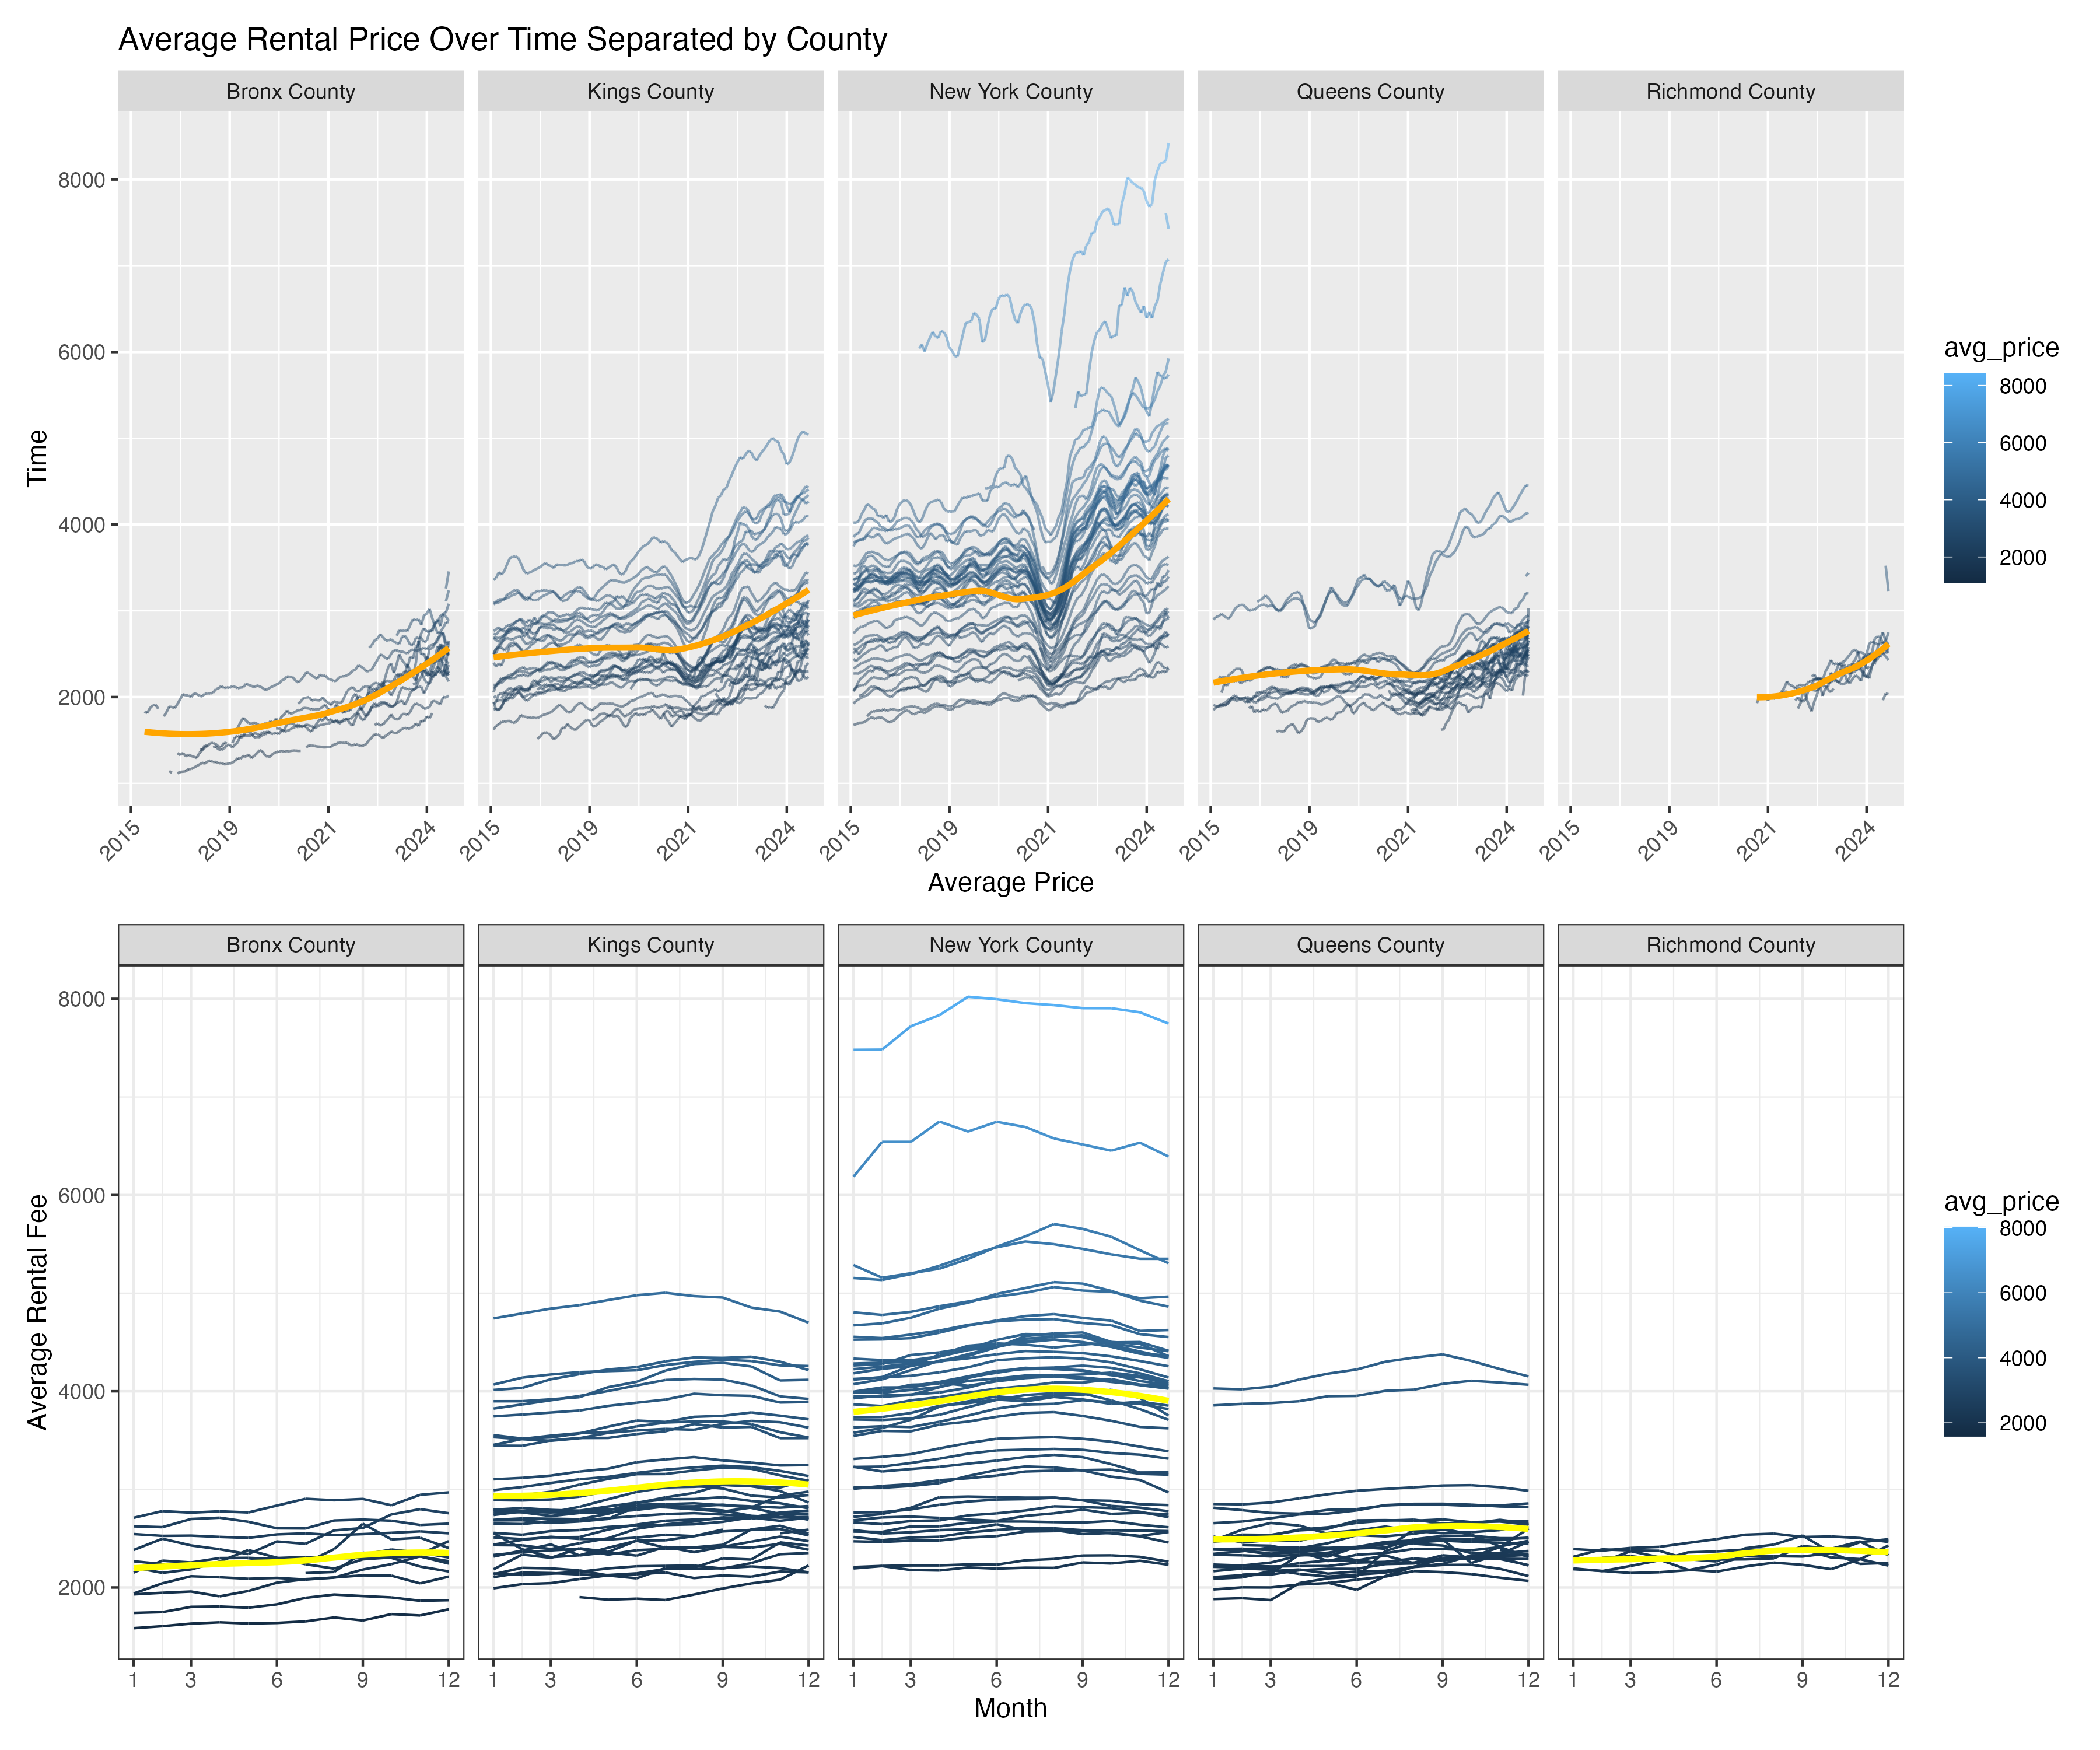 Average Rental Price Over Time Separated by County
Bronx County Kings County New York County Queens County Richmond County
8000
6000
4000
2000
Time
2015 2019 2021 2024 2015 2019 2021 2024 2015 2019 2021 2024 2015 2019 2021 2024 2015 2019 2021 2024
Average Price
avg_price
8000
6000
4000
2000
Bronx County Kings County New York County Queens County Richmond County
8000
6000
4000
2000
Average Rental Fee
1 3 6 9 12 1 3 6 9 12 1 3 6 9 12 1 3 6 9 12 1 3 6 9 12
Month
avg_price
8000
6000
4000
2000